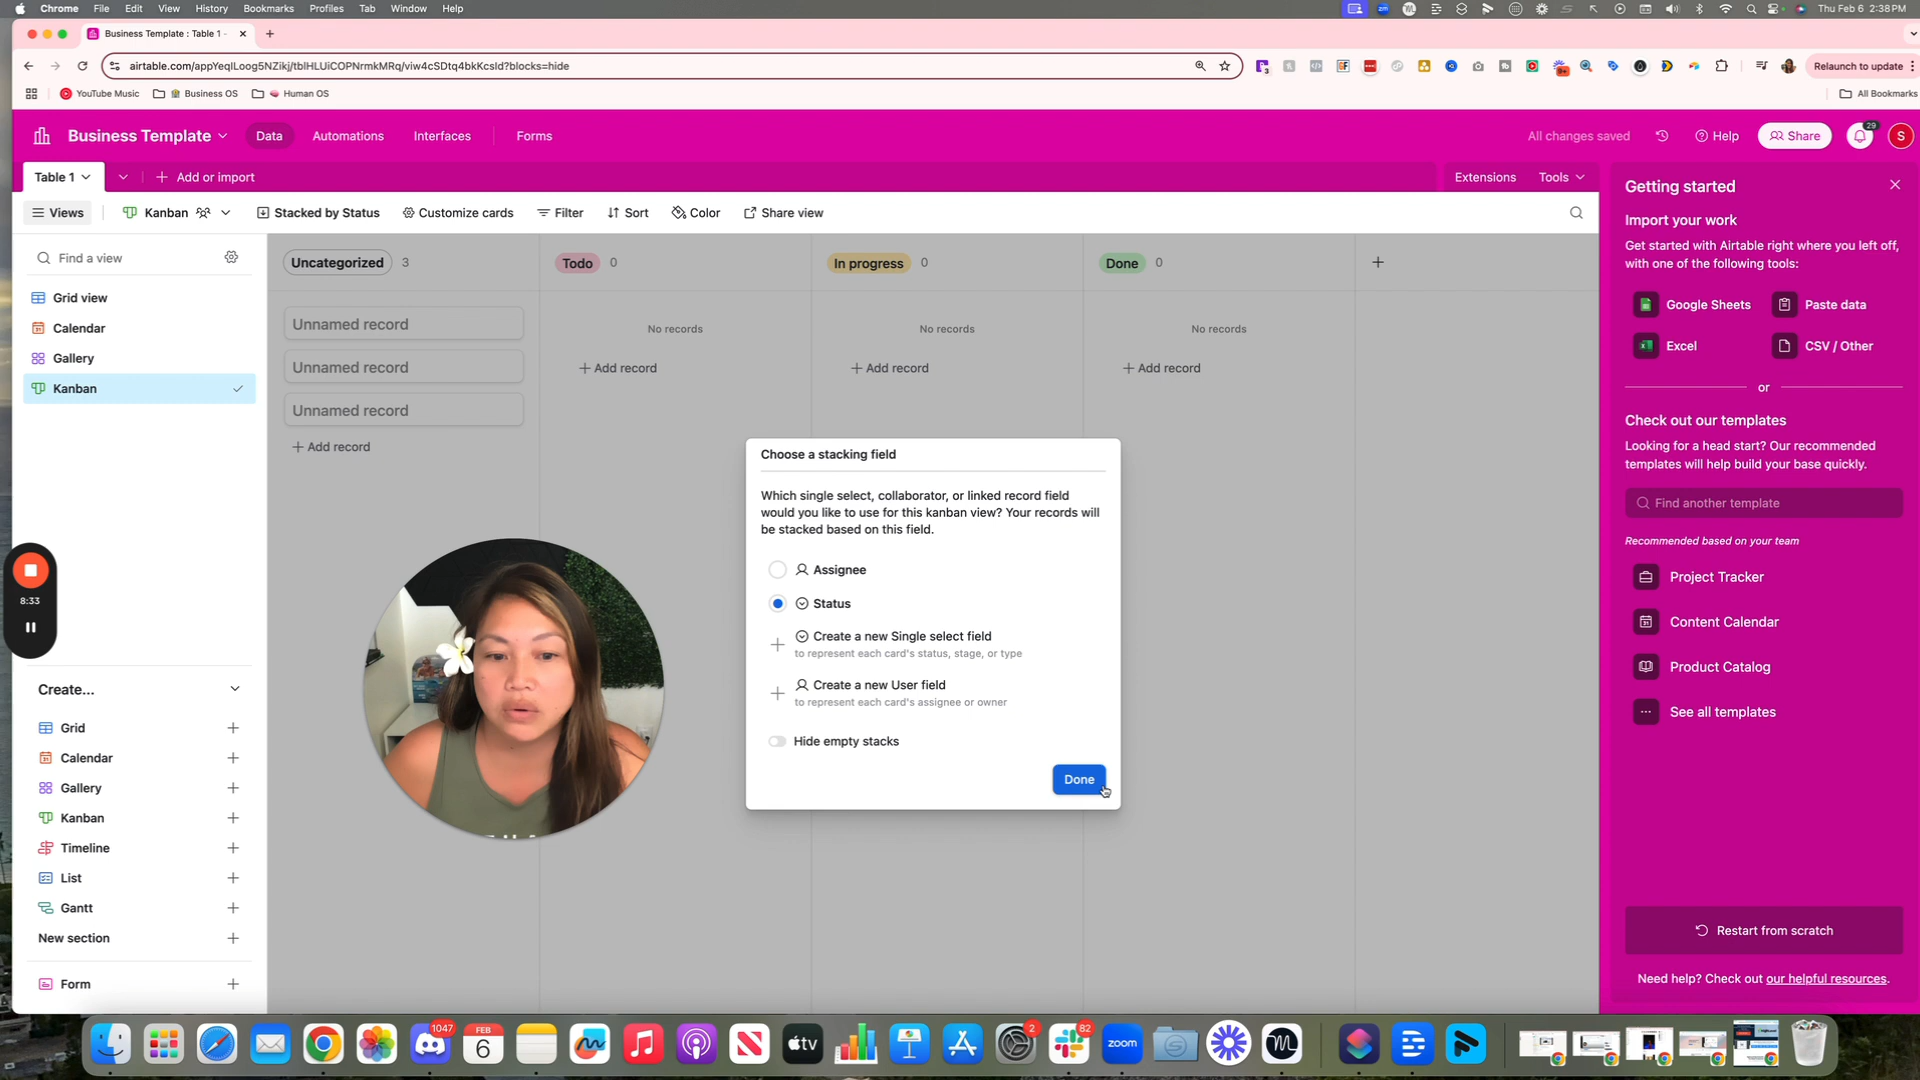 Chrome File Edit View History Bookmarks Profiles Tab Window Help
Thu Feb 6 2:38 PM
Business Template : Table 1 -
airtable.com/appYeqILoog5NZikj/tblHLUiCOPNrmkMRq/viw4cSDtq4bkKcsld?blocks=hide
Relaunch to update
YouTube Music Business OS Human OS
All Bookmarks
Business Template Data Automations Interfaces Forms
All changes saved Help Share 29 S
Table 1 Add or import
Extensions Tools
Views Kanban Stacked by Status Customize cards Filter Sort Color Share view
Find a view
Grid view
Calendar
Gallery
Kanban
8:33
Create...
Grid
Calendar
Gallery
Kanban
Timeline
List
Gantt
New section
Form
Uncategorized 3
Unnamed record
Unnamed record
Unnamed record
Add record
Todo 0
No records
Add record
In progress 0
No records
Add record
Done 0
No records
Add record
Choose a stacking field
Which single select, collaborator, or linked record field
would you like to use for this kanban view? Your records will
be stacked based on this field.
Assignee
Status
Create a new Single select field
to represent each card's status, stage, or type
Create a new User field
to represent each card's assignee or owner
Hide empty stacks
Done
Getting started
Import your work
Get started with Airtable right where you left off,
with one of the following tools:
Google Sheets Paste data
Excel CSV / Other
or
Check out our templates
Looking for a head start? Our recommended
templates will help build your base quickly.
Find another template
Recommended based on your team
Project Tracker
Content Calendar
Product Catalog
See all templates
Restart from scratch
Need help? Check out our helpful resources.
1047
FEB
6
tv
2
82
zoom